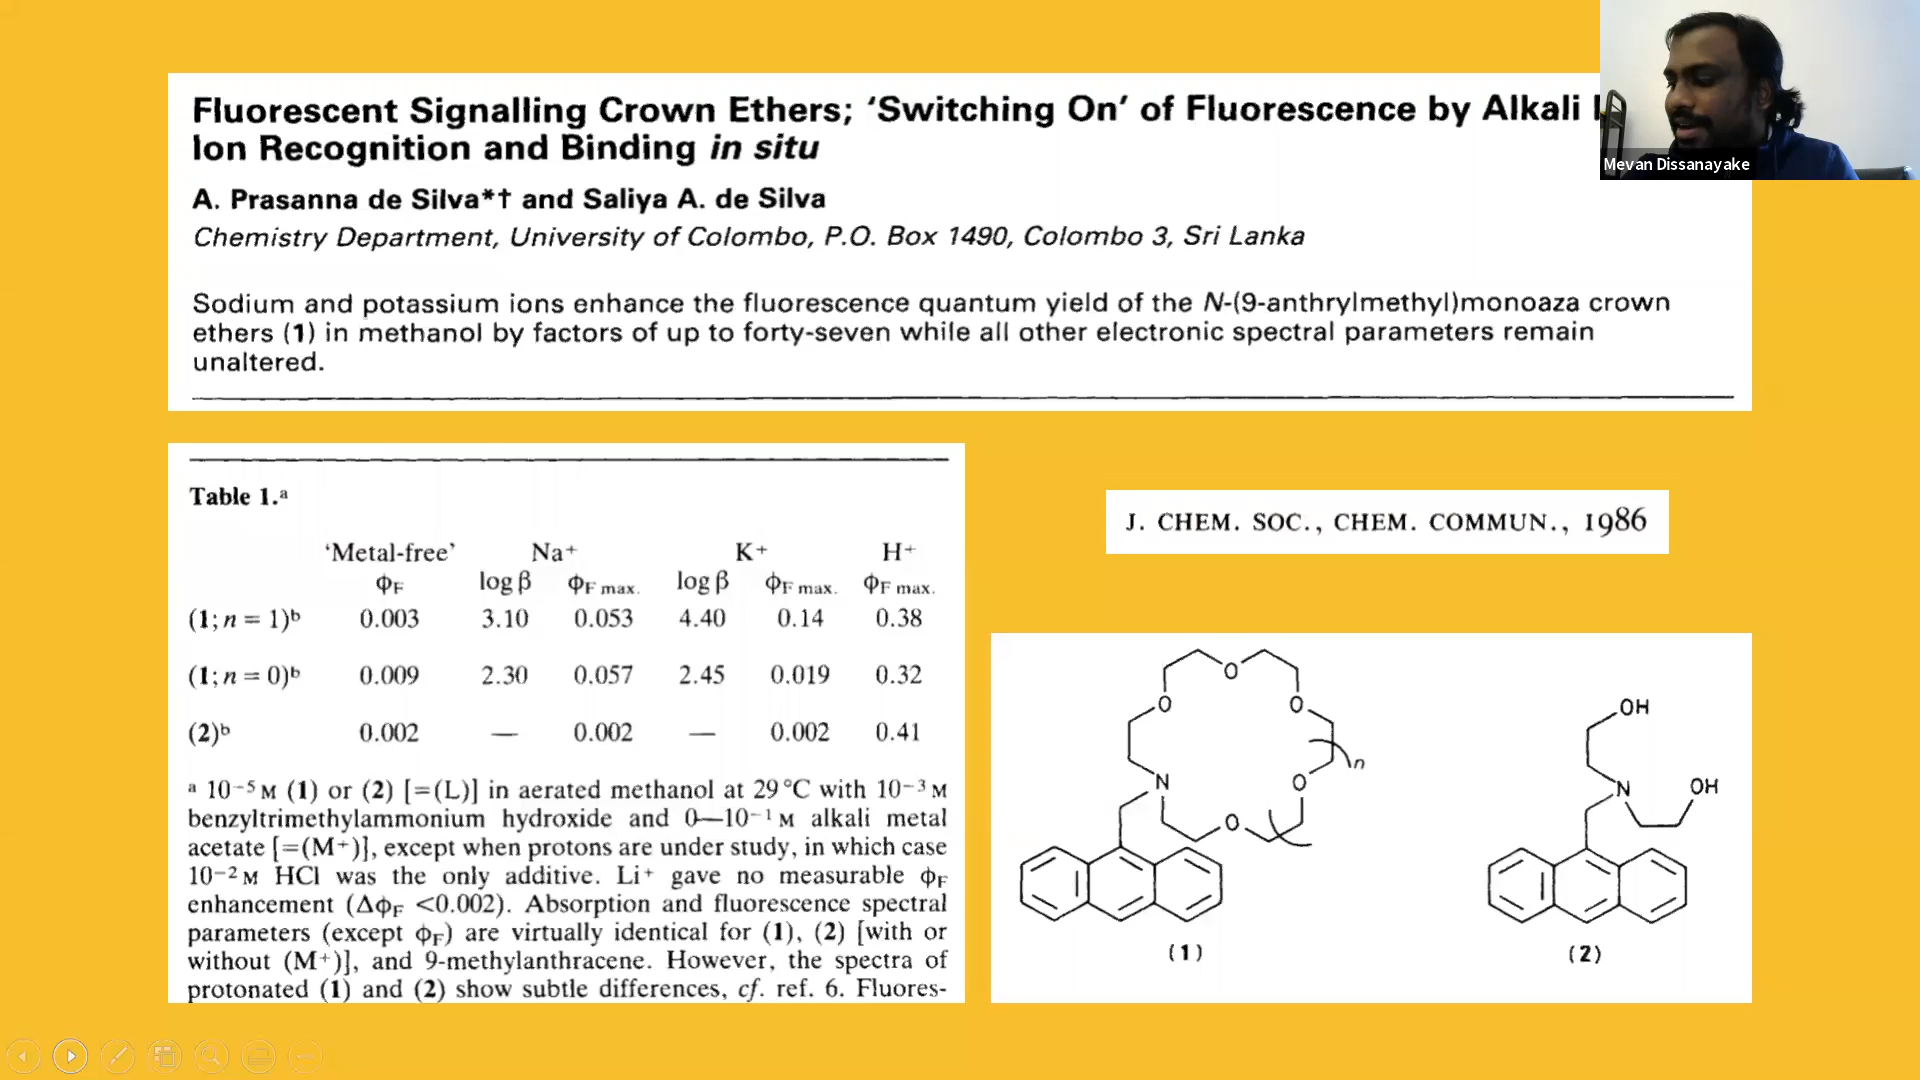 Fluorescent Signalling Crown Ethers; ‘Switching On’ of Fluorescence by Alkali
Ion Recognition and Binding in situ
A. Prasanna de Silva*† and Saliya A. de Silva
Chemistry Department, University of Colombo, P.O. Box 1490, Colombo 3, Sri Lanka
Sodium and potassium ions enhance the fluorescence quantum yield of the N-(9-anthrylmethyl)monoaza crown
ethers (1) in methanol by factors of up to forty-seven while all other electronic spectral parameters remain
unaltered.
Mevan Dissanayake
Table 1.ᵃ
‘Metal-free’ Na⁺ K⁺ H⁺
ΦF log β ΦF max. log β ΦF max. ΦF max.
(1; n = 1)ᵇ 0.003 3.10 0.053 4.40 0.14 0.38
(1; n = 0)ᵇ 0.009 2.30 0.057 2.45 0.019 0.32
(2)ᵇ 0.002 — 0.002 — 0.002 0.41
ᵃ 10⁻⁵ M (1) or (2) [=(L)] in aerated methanol at 29 °C with 10⁻³ M
benzyltrimethylammonium hydroxide and 0—10⁻¹ M alkali metal
acetate [=(M⁺)], except when protons are under study, in which case
10⁻² M HCl was the only additive. Li⁺ gave no measurable ΦF
enhancement (ΔΦF <0.002). Absorption and fluorescence spectral
parameters (except ΦF) are virtually identical for (1), (2) [with or
without (M⁺)], and 9-methylanthracene. However, the spectra of
protonated (1) and (2) show subtle differences, cf. ref. 6. Fluores-
J. CHEM. SOC., CHEM. COMMUN., 1986
O
O O
n
N O
O
(1)
OH
N OH
(2)